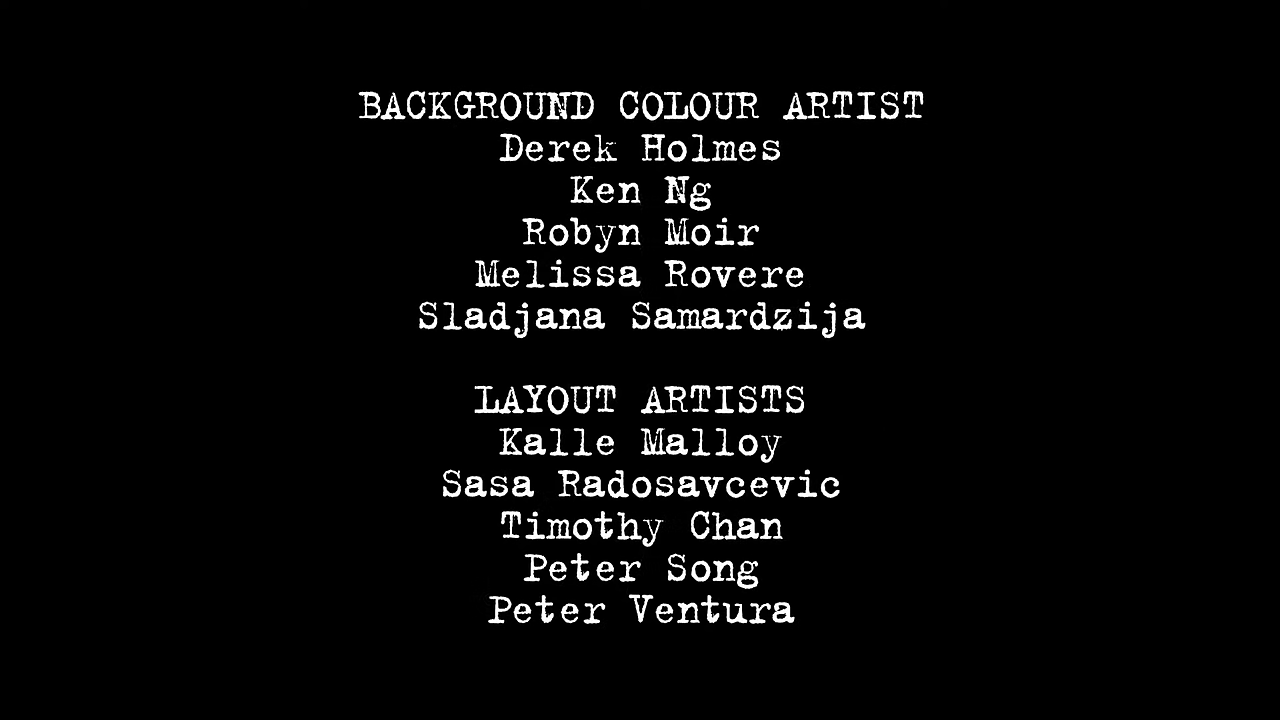 BACKGROUND COLOUR ARTIST
Derek Holmes
Ken Ng
Robyn Moir
Melissa Rovere
Sladjana Samardzija
LAYOUT ARTISTS
Kalle Malloy
Sasa Radosavcevic
Timothy Chan
Peter Song
Peter Ventura